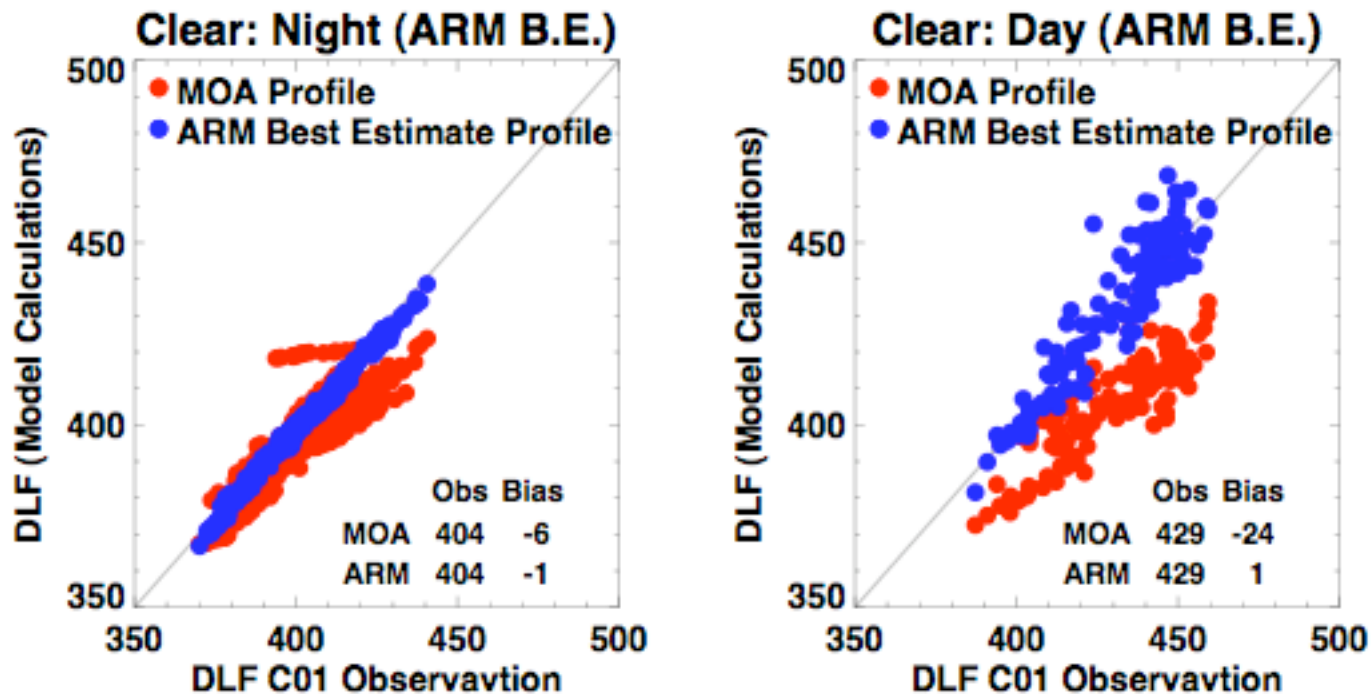 Clear: Night (ARM B.E.)
500
MOA Profile
ARM Best Estimate Profile
450
400
350
DLF (Model Calculations)
Obs Bias
MOA 404 -6
ARM 404 -1
350 400 450 500
DLF C01 Observavtion
Clear: Day (ARM B.E.)
500
MOA Profile
ARM Best Estimate Profile
450
400
350
DLF (Model Calculations)
Obs Bias
MOA 429 -24
ARM 429 1
350 400 450 500
DLF C01 Observavtion